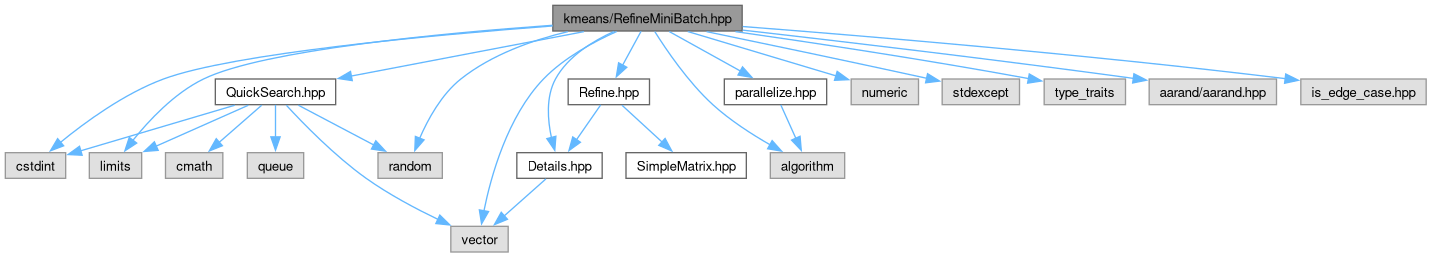 kmeans/RefineMiniBatch.hpp
QuickSearch.hpp
Refine.hpp
parallelize.hpp
numeric
stdexcept
type_traits
aarand/aarand.hpp
is_edge_case.hpp
cstdint
limits
cmath
queue
random
Details.hpp
SimpleMatrix.hpp
algorithm
vector